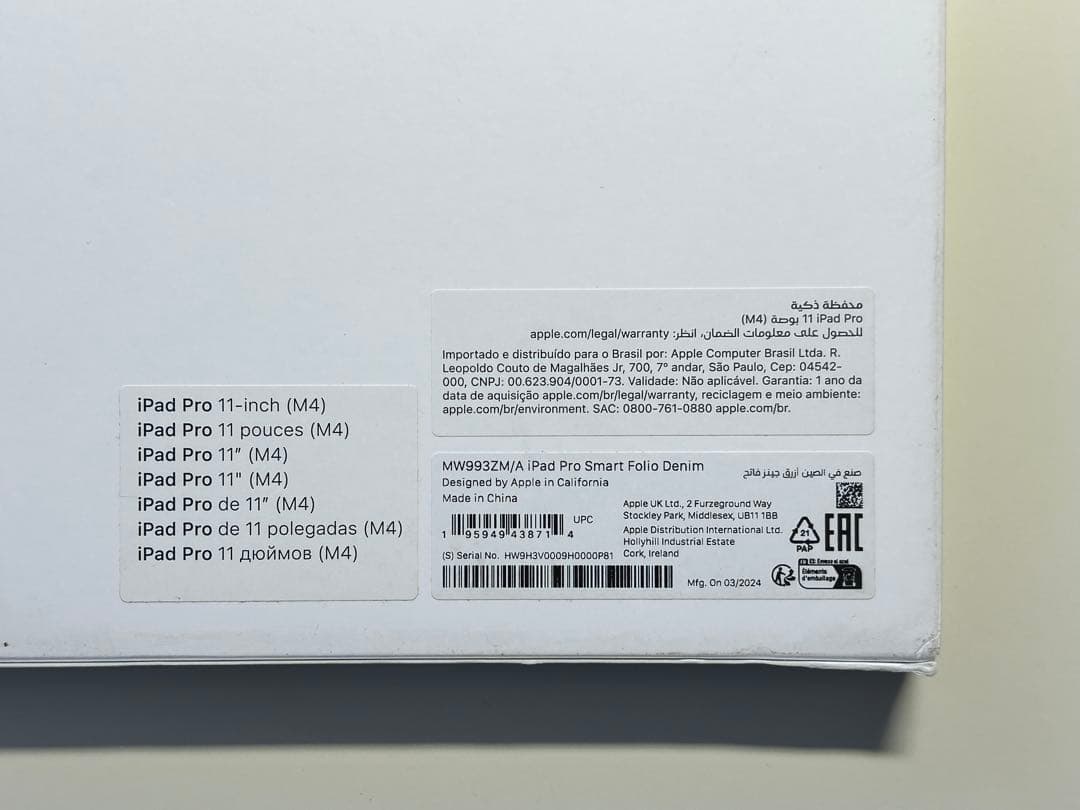 iPad Pro 11-inch (M4)
iPad Pro 11 pouces (M4)
iPad Pro 11″ (M4)
iPad Pro 11" (M4)
iPad Pro de 11″ (M4)
iPad Pro de 11 polegadas (M4)
iPad Pro 11 дюймов (M4)
محفظة ذكية
iPad Pro 11 بوصة (M4)
للحصول على معلومات الضمان، انظر: apple.com/legal/warranty
Importado e distribuído para o Brasil por: Apple Computer Brasil Ltda. R.
Leopoldo Couto de Magalhães Jr, 700, 7° andar, São Paulo, Cep: 04542-
000, CNPJ: 00.623.904/0001-73. Validade: Não aplicável. Garantia: 1 ano da
data de aquisição apple.com/br/legal/warranty, reciclagem e meio ambiente:
apple.com/br/environment. SAC: 0800-761-0880 apple.com/br.
MW993ZM/A iPad Pro Smart Folio Denim
صنع في الصين أزرق جينز فاتح
Designed by Apple in California
Made in China
UPC
1 95949 43871 4
(S) Serial No. HW9H3V0009H0000P81
Apple UK Ltd., 2 Furzeground Way
Stockley Park, Middlesex, UB11 1BB
Apple Distribution International Ltd.
Hollyhill Industrial Estate
Cork, Ireland
Mfg. On 03/2024
21
PAP
EAC
Éléments
d'emballage